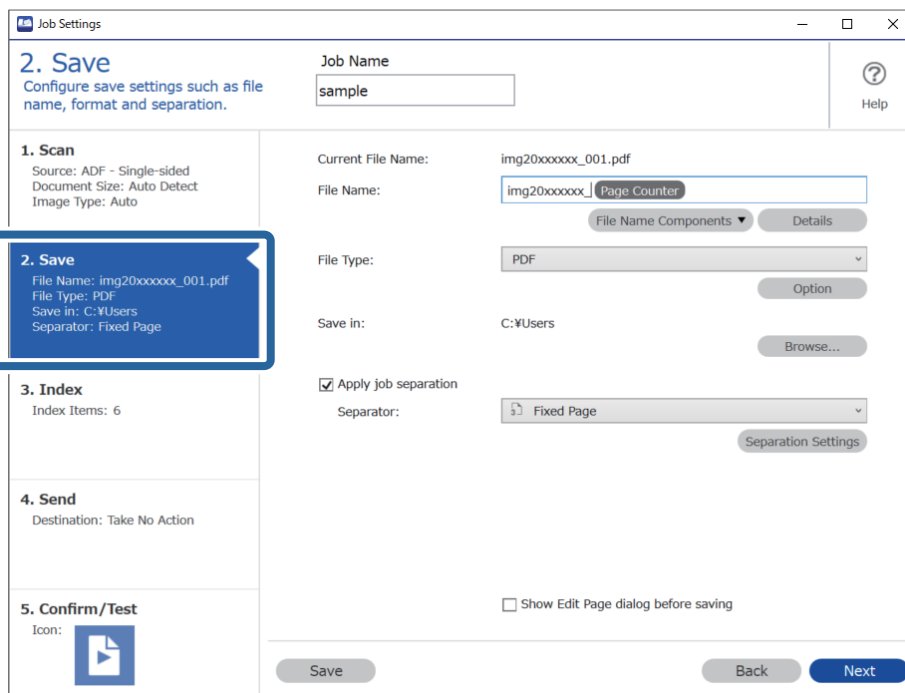 Job Settings
2. Save
Configure save settings such as file
name, format and separation.
Job Name
sample
Help
1. Scan
Source: ADF - Single-sided
Document Size: Auto Detect
Image Type: Auto
2. Save
File Name: img20xxxxxx_001.pdf
File Type: PDF
Save in: C:¥Users
Separator: Fixed Page
3. Index
Index Items: 6
4. Send
Destination: Take No Action
5. Confirm/Test
Icon:
Current File Name: img20xxxxxx_001.pdf
File Name: img20xxxxxx_ Page Counter
File Name Components ▼ Details
File Type: PDF
Option
Save in: C:¥Users
Browse...
Apply job separation
Separator: 3 Fixed Page
Separation Settings
Show Edit Page dialog before saving
Save Back Next